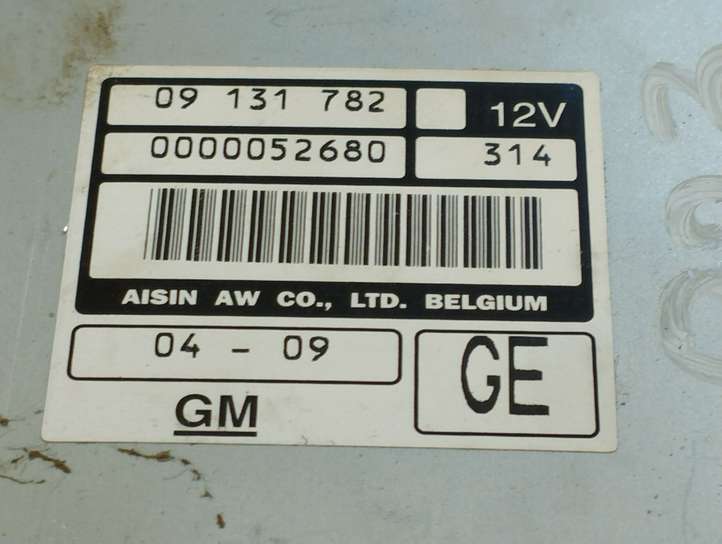 09 131 782
12V
0000052680
314
AISIN AW CO., LTD. BELGIUM
04 - 09
GE
GM